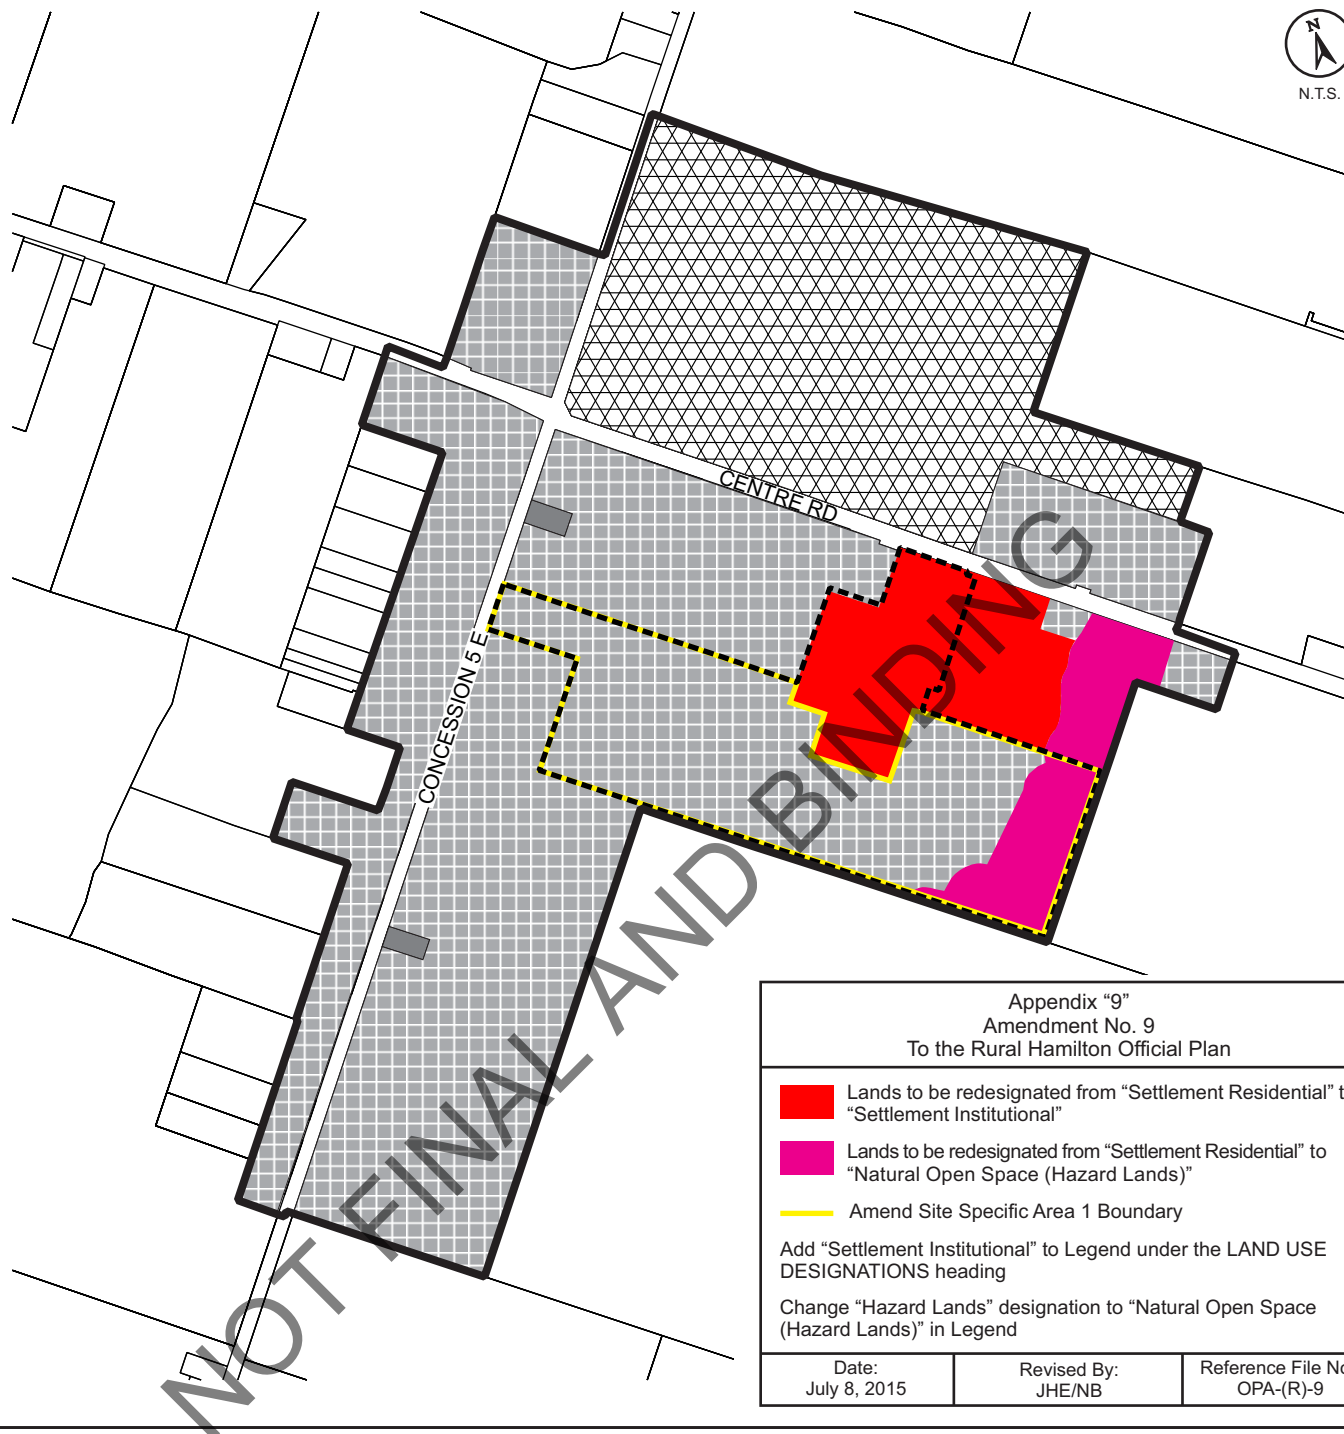 N
N.T.S.
CENTRE RD
CONCESSION 5 E
NOT FINAL AND BINDING
Appendix “9”
Amendment No. 9
To the Rural Hamilton Official Plan
Lands to be redesignated from “Settlement Residential” t
“Settlement Institutional”
Lands to be redesignated from “Settlement Residential” to
“Natural Open Space (Hazard Lands)”
Amend Site Specific Area 1 Boundary
Add “Settlement Institutional” to Legend under the LAND USE
DESIGNATIONS heading
Change “Hazard Lands” designation to “Natural Open Space
(Hazard Lands)” in Legend
Date:
July 8, 2015
Revised By:
JHE/NB
Reference File No
OPA-(R)-9